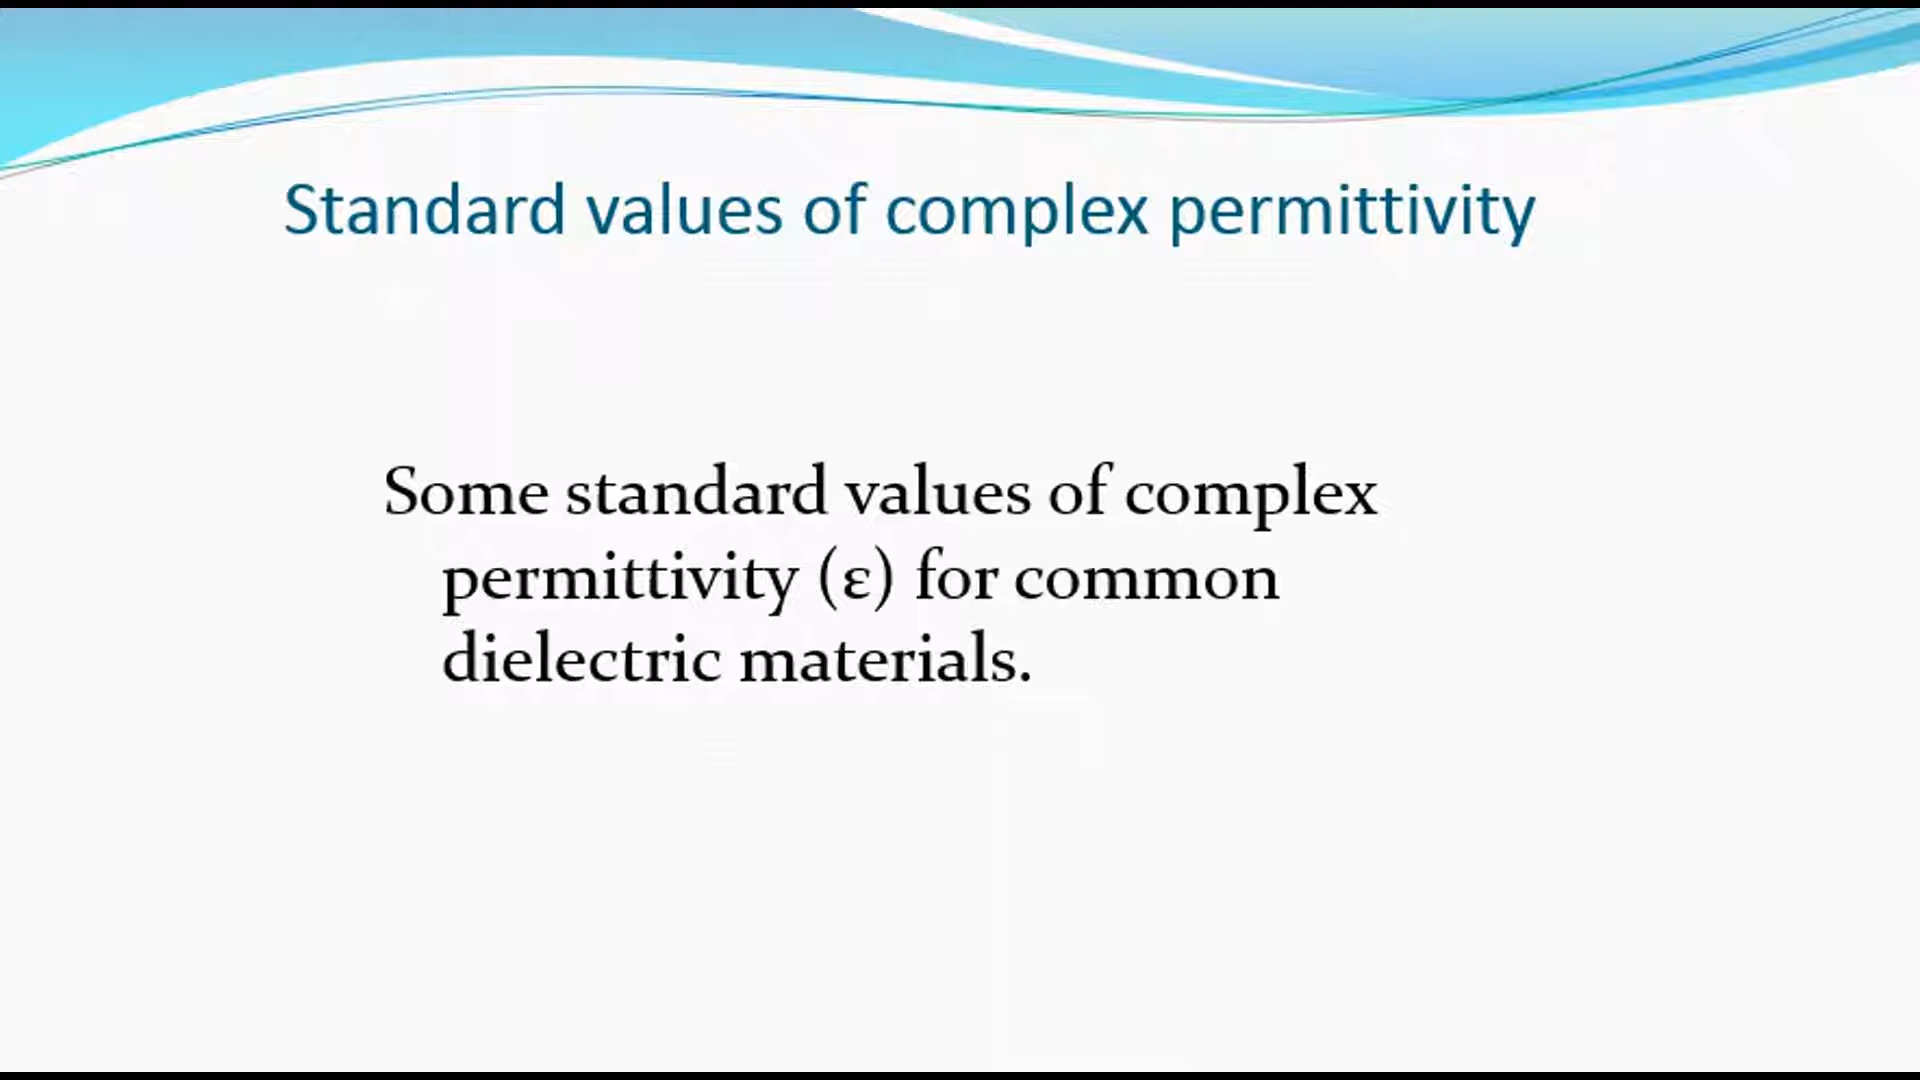 Standard values of complex permittivity
Some standard values of complex
permittivity (ε) for common
dielectric materials.